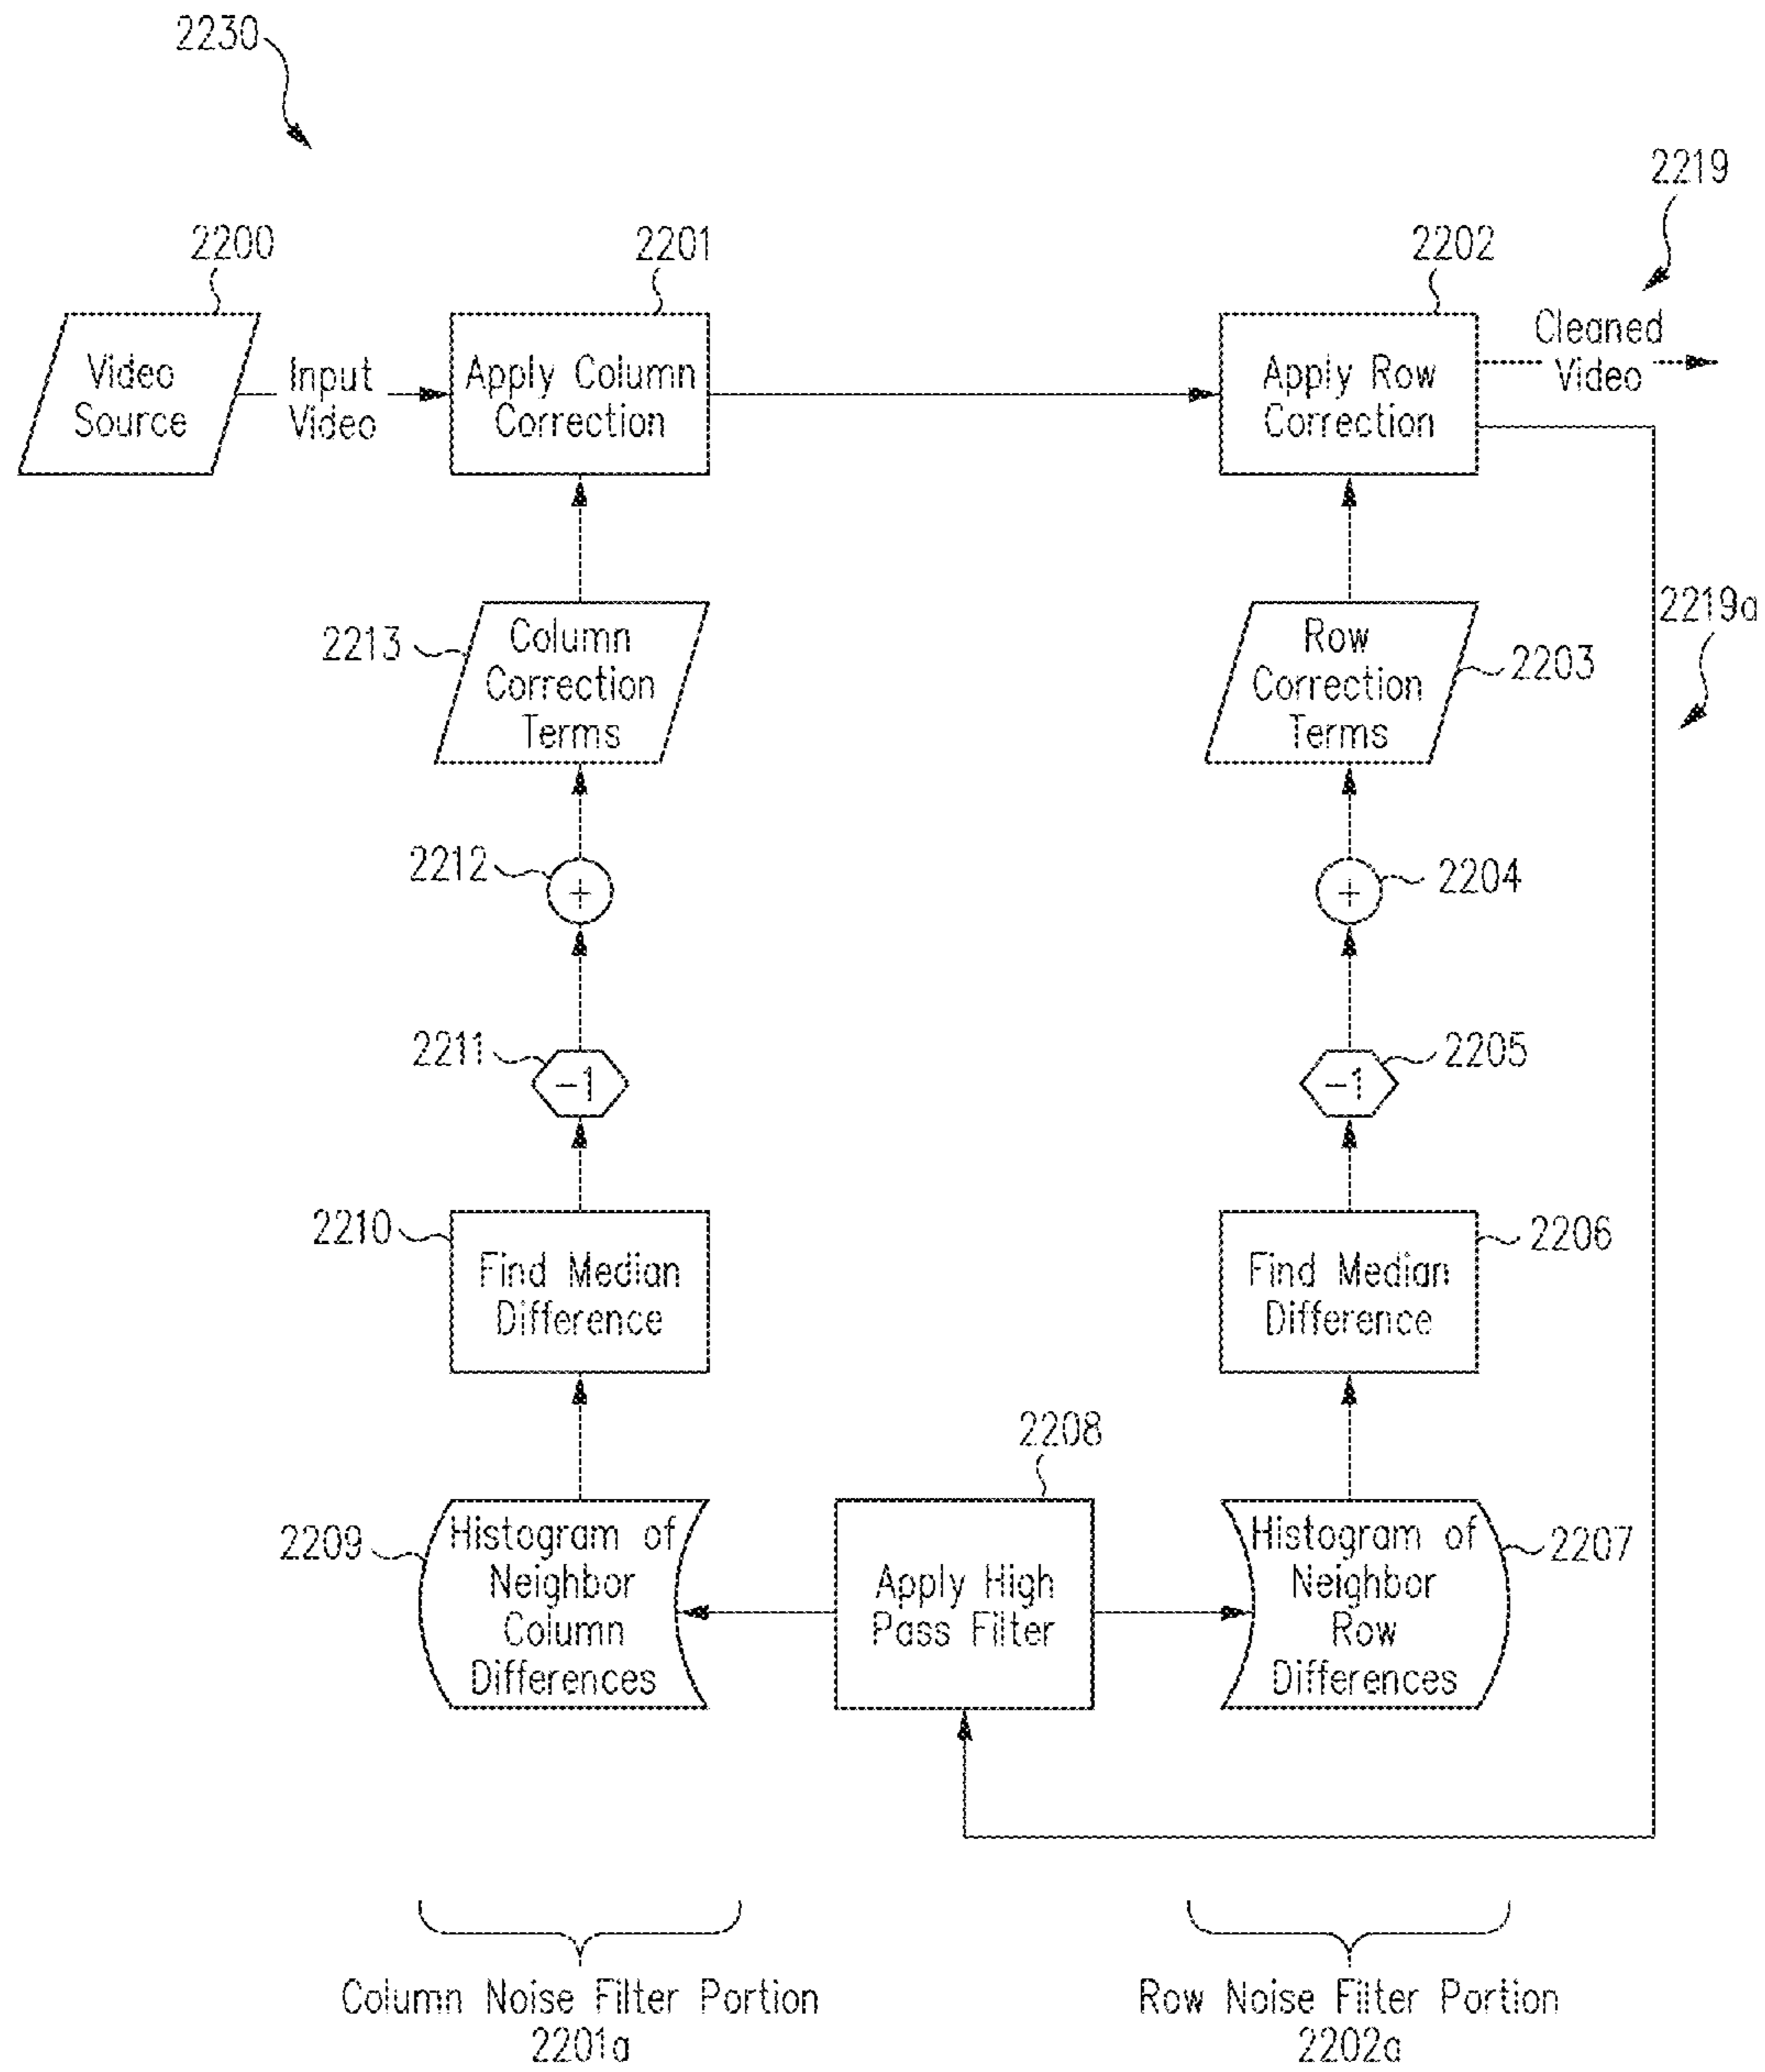 2230
2219
2200
2201
2202
Video
Source
Input
Video
Apply Column
Correction
Apply Row
Correction
Cleaned
Video
2219a
2213
Column
Correction
Terms
Row
Correction
Terms
2203
2212
+
+
2204
2211
-1
-1
2205
2210
Find Median
Difference
Find Median
Difference
2206
2208
2209
Histogram of
Neighbor
Column
Differences
Apply High
Pass Filter
Histogram of
Neighbor
Row
Differences
2207
Column Noise Filter Portion
2201a
Row Noise Filter Portion
2202a